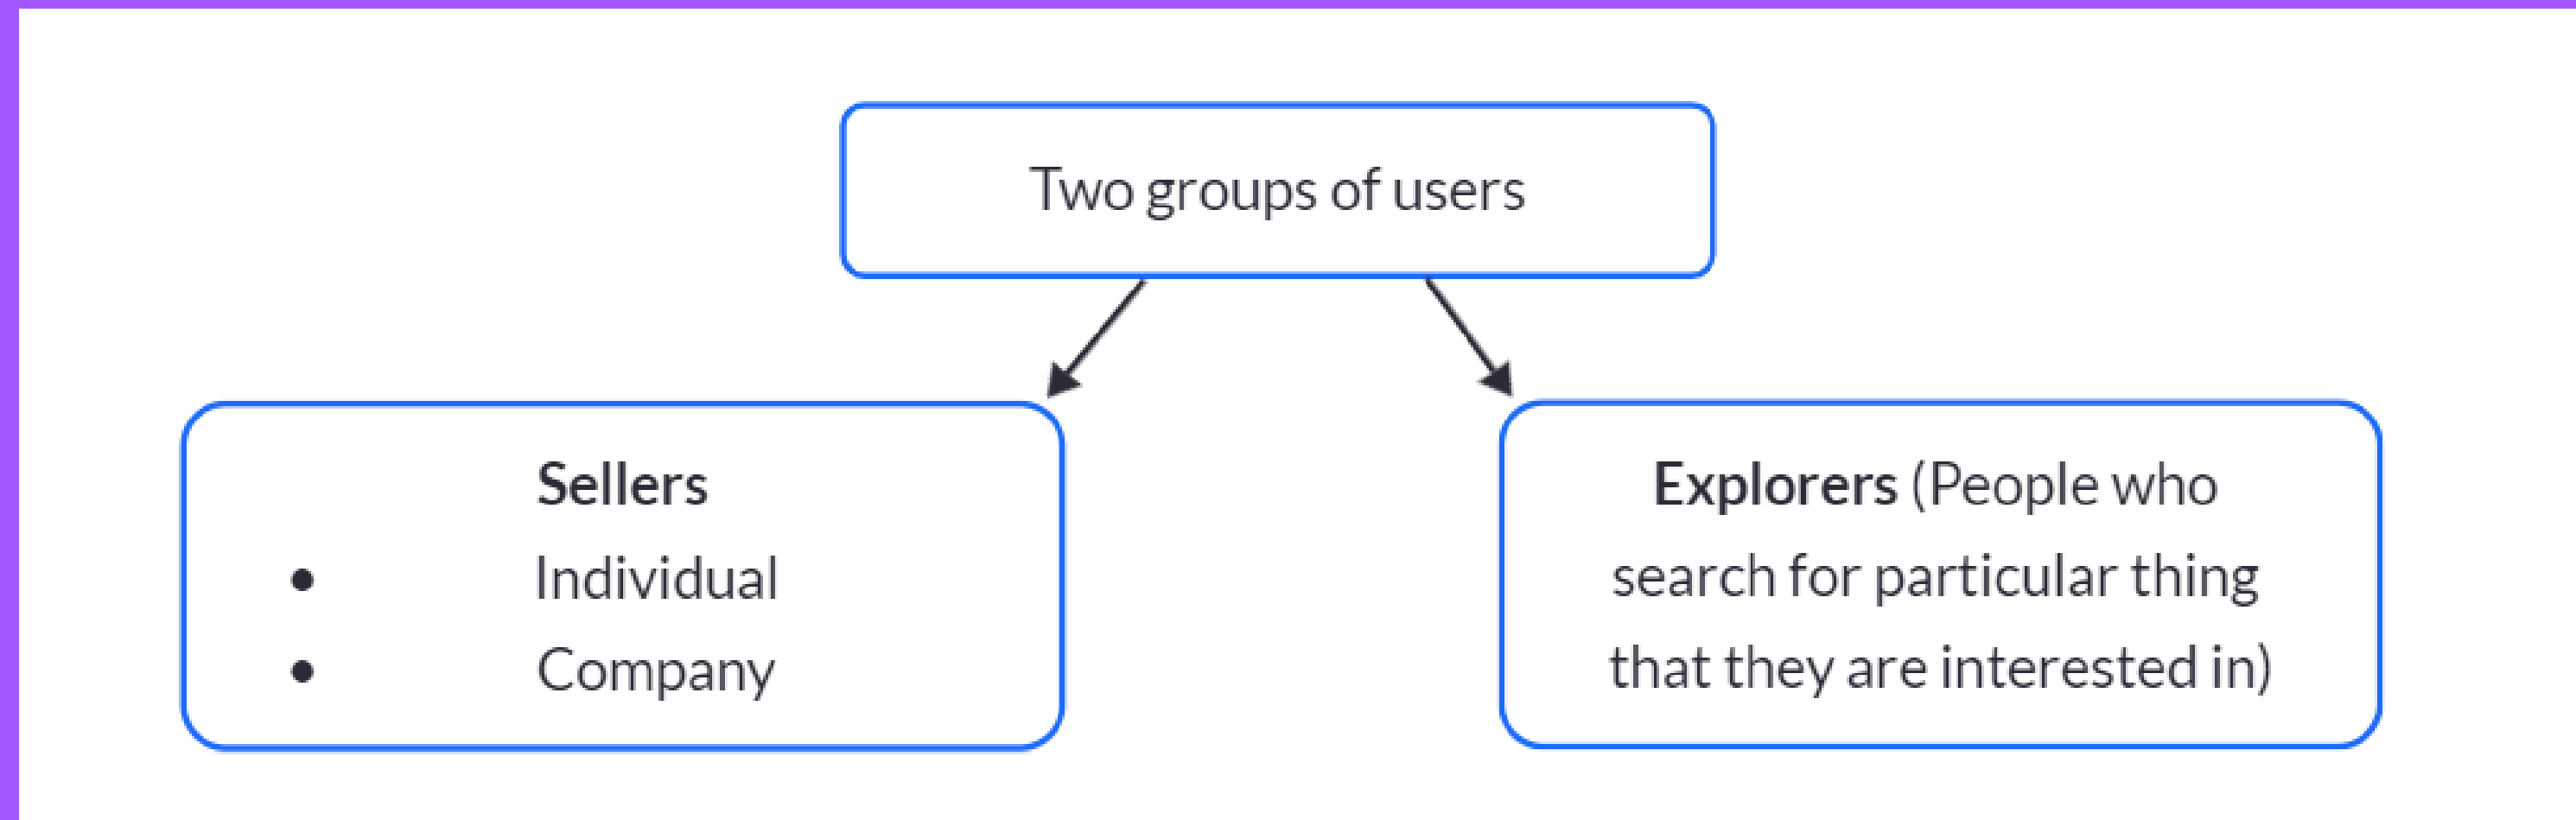 Two groups of users
Sellers
• Individual
• Company
Explorers (People who
search for particular thing
that they are interested in)